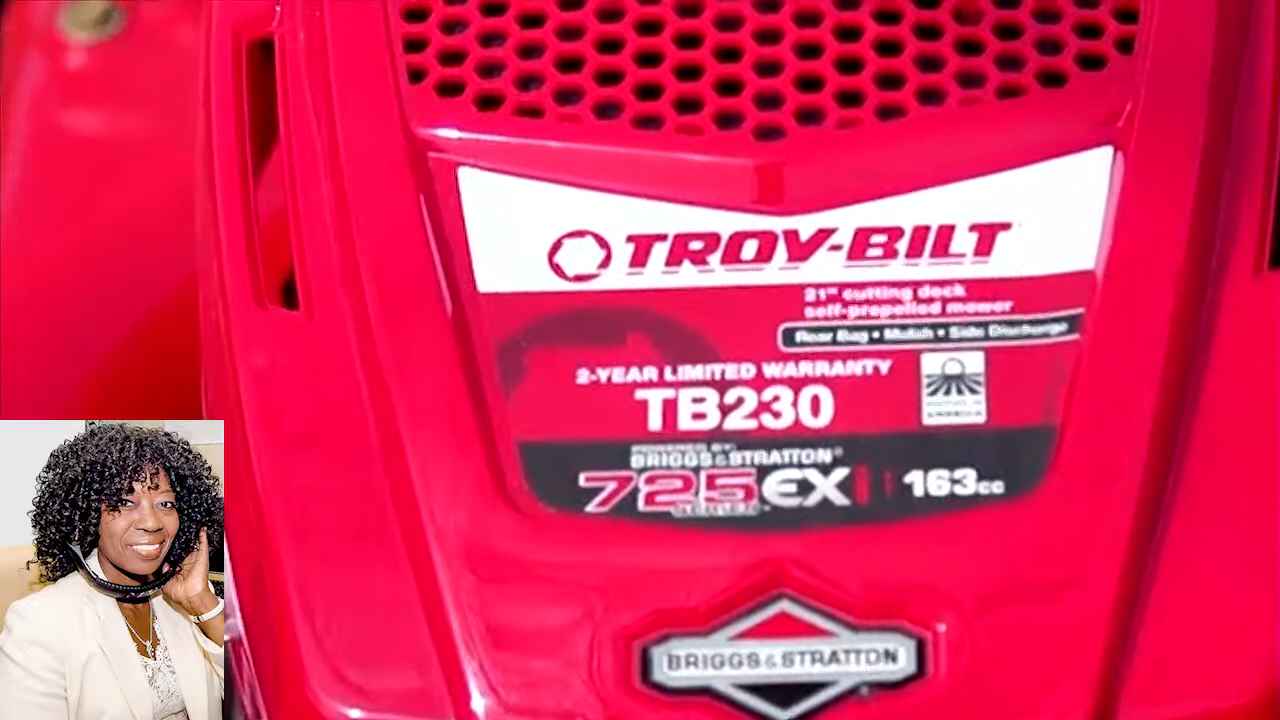 TROY-BILT
21" cutting deck
self-propelled mower
Rear Bag • Mulch • Side Discharge
2-YEAR LIMITED WARRANTY
TB230
POWERED BY:
BRIGGS & STRATTON®
725EX 163cc
SERIES™
BRIGGS & STRATTON